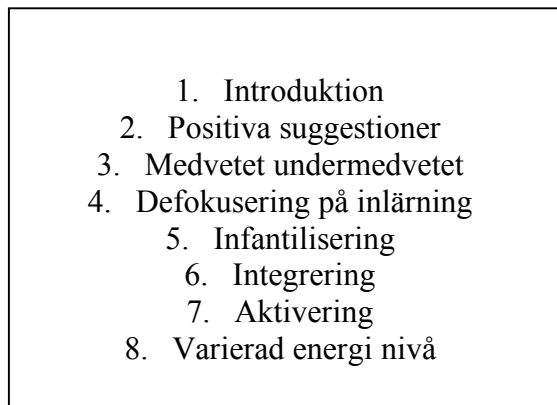 1. Introduktion
2. Positiva suggestioner
3. Medvetet undermedvetet
4. Defokusering på inlärning
5. Infantilisering
6. Integrering
7. Aktivering
8. Varierad energi nivå